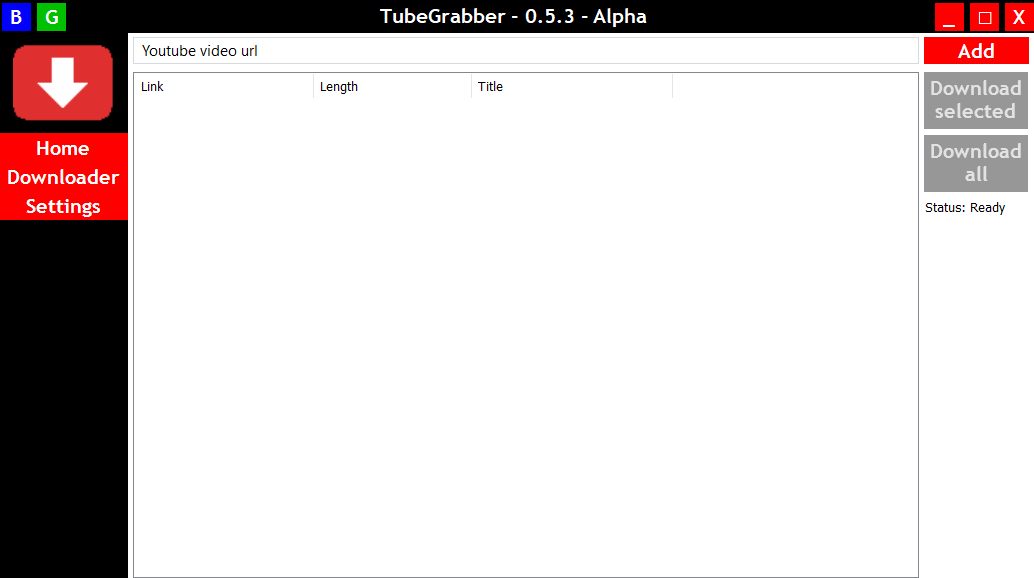 B G TubeGrabber - 0.5.3 - Alpha _ □ X
Youtube video url
Add
Link Length Title
Download
selected
Download
all
Status: Ready
Home
Downloader
Settings